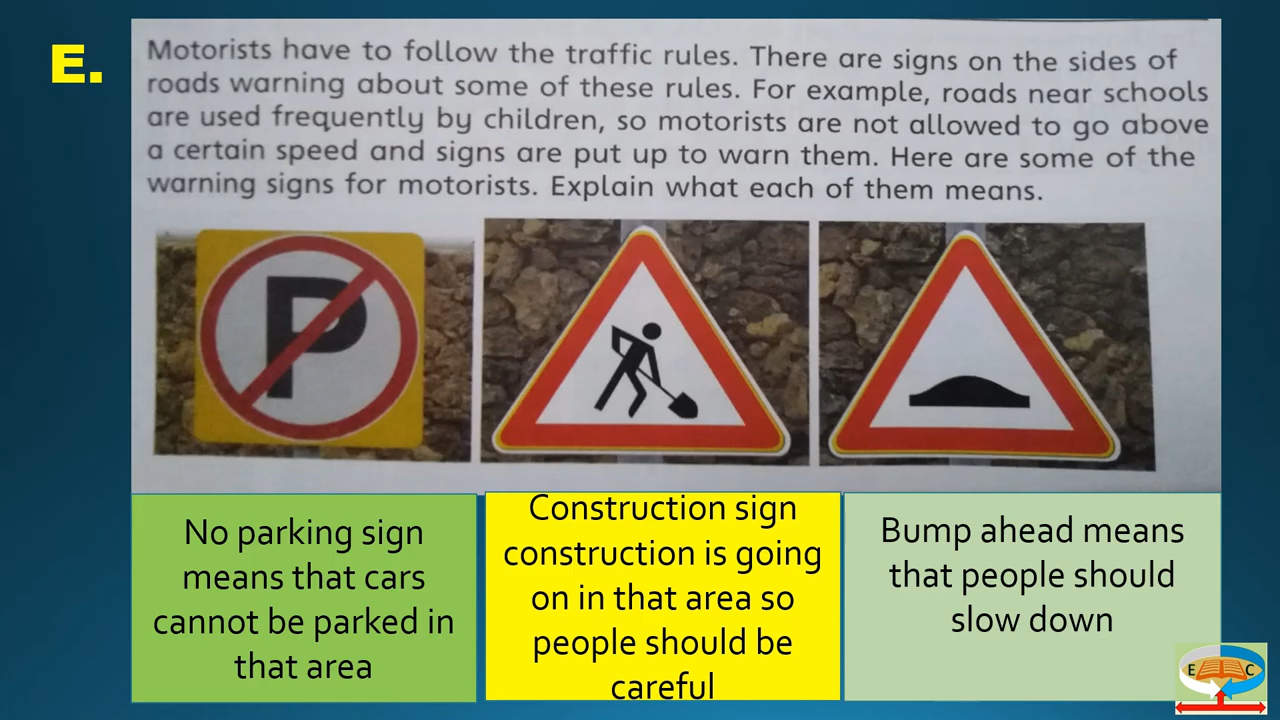 E.
Motorists have to follow the traffic rules. There are signs on the sides of
roads warning about some of these rules. For example, roads near schools
are used frequently by children, so motorists are not allowed to go above
a certain speed and signs are put up to warn them. Here are some of the
warning signs for motorists. Explain what each of them means.
P
No parking sign
means that cars
cannot be parked in
that area
Construction sign
construction is going
on in that area so
people should be
careful
Bump ahead means
that people should
slow down
E C